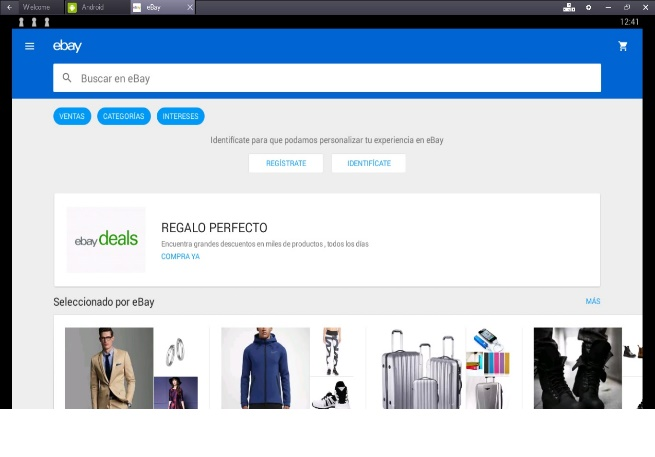 Welcome Android eBay
12:41
ebay
Buscar en eBay
VENTAS CATEGORÍAS INTERESES
Identifícate para que podamos personalizar tu experiencia en eBay
REGÍSTRATE IDENTIFÍCATE
ebay deals
REGALO PERFECTO
Encuentra grandes descuentos en miles de productos , todos los días
COMPRA YA
Seleccionado por eBay MÁS